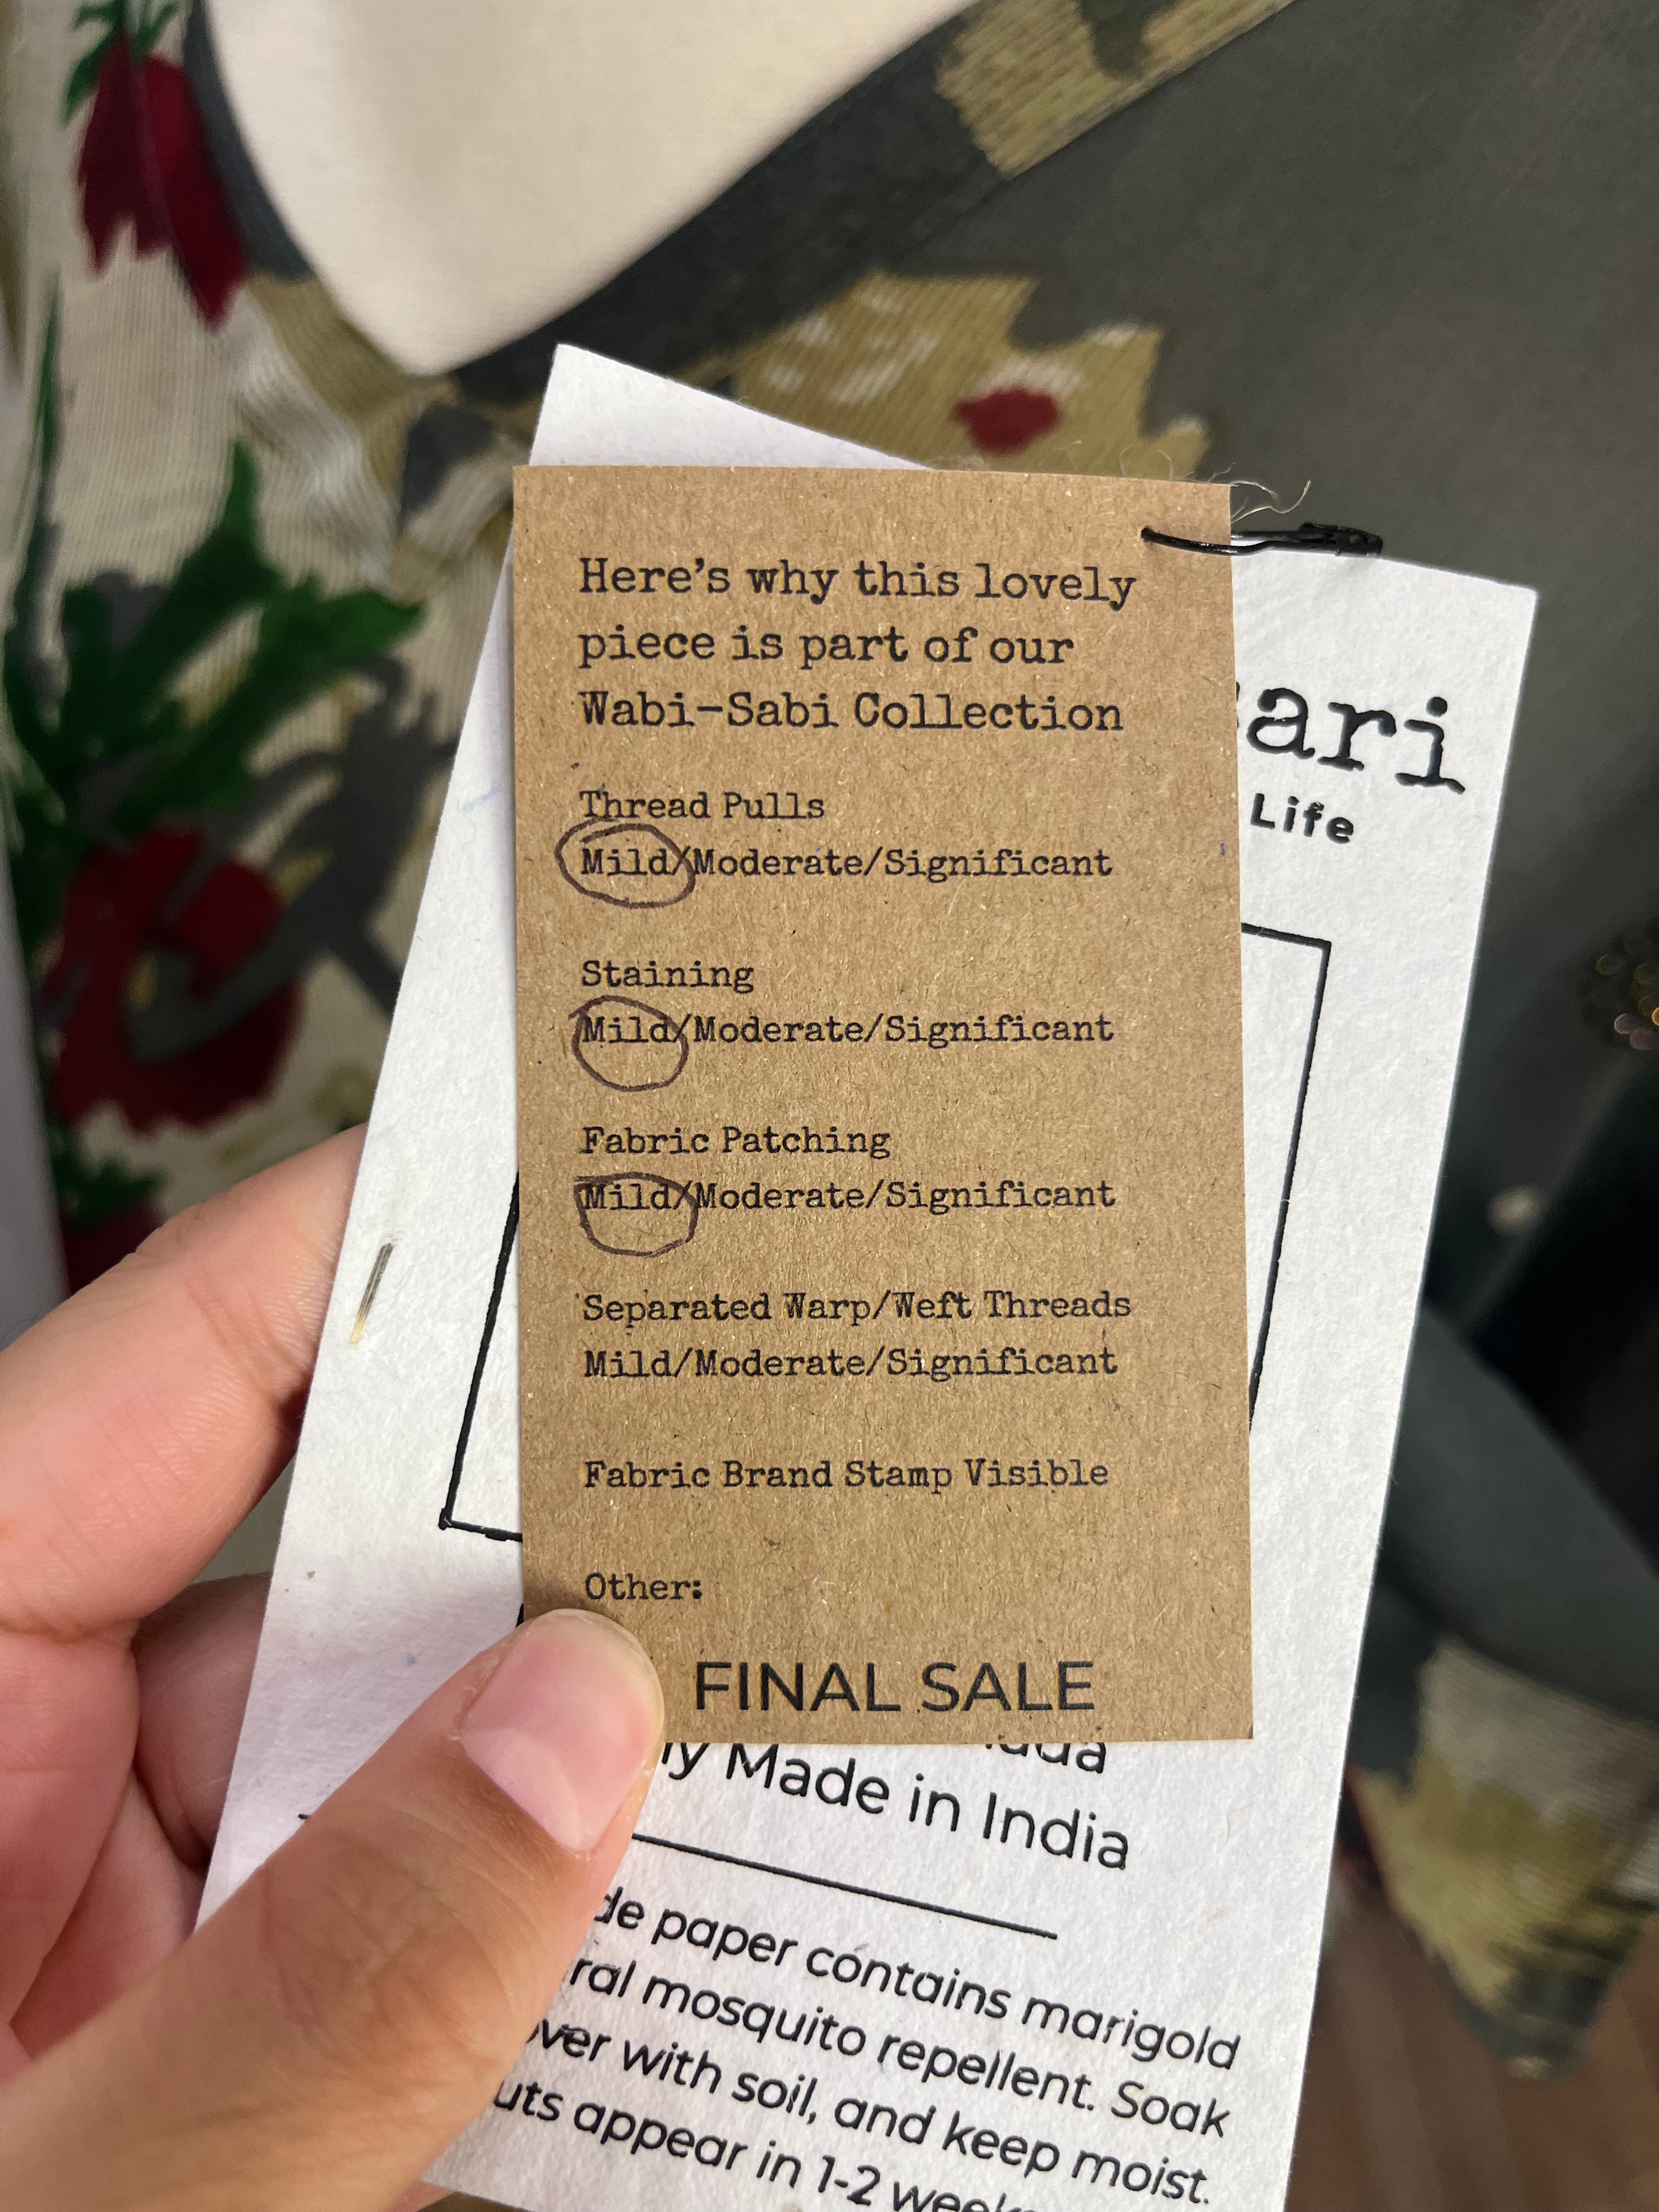 Here's why this lovely
piece is part of our
Wabi-Sabi Collection
Thread Pulls
Mild/Moderate/Significant
Staining
Mild/Moderate/Significant
Fabric Patching
Mild/Moderate/Significant
Separated Warp/Weft Threads
Mild/Moderate/Significant
Fabric Brand Stamp Visible
Other:
FINAL SALE
Life
Made in India
paper contains marigold
mosquito repellent. Soak
with soil, and keep moist.
appear in 1-2